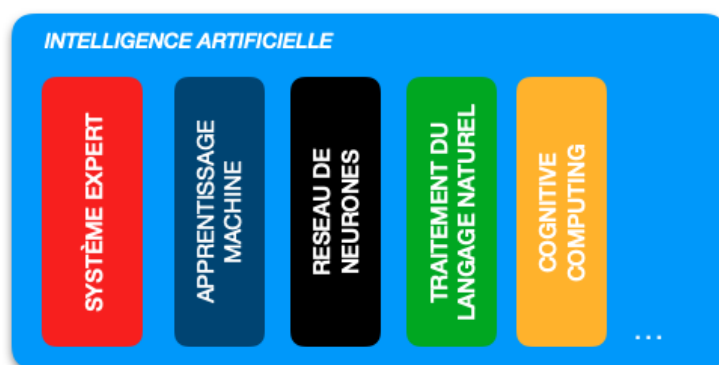 INTELLIGENCE ARTIFICIELLE
SYSTÈME EXPERT
APPRENTISSAGE
MACHINE
RESEAU DE
NEURONES
TRAITEMENT DU
LANGAGE NATUREL
COGNITIVE
COMPUTING
...